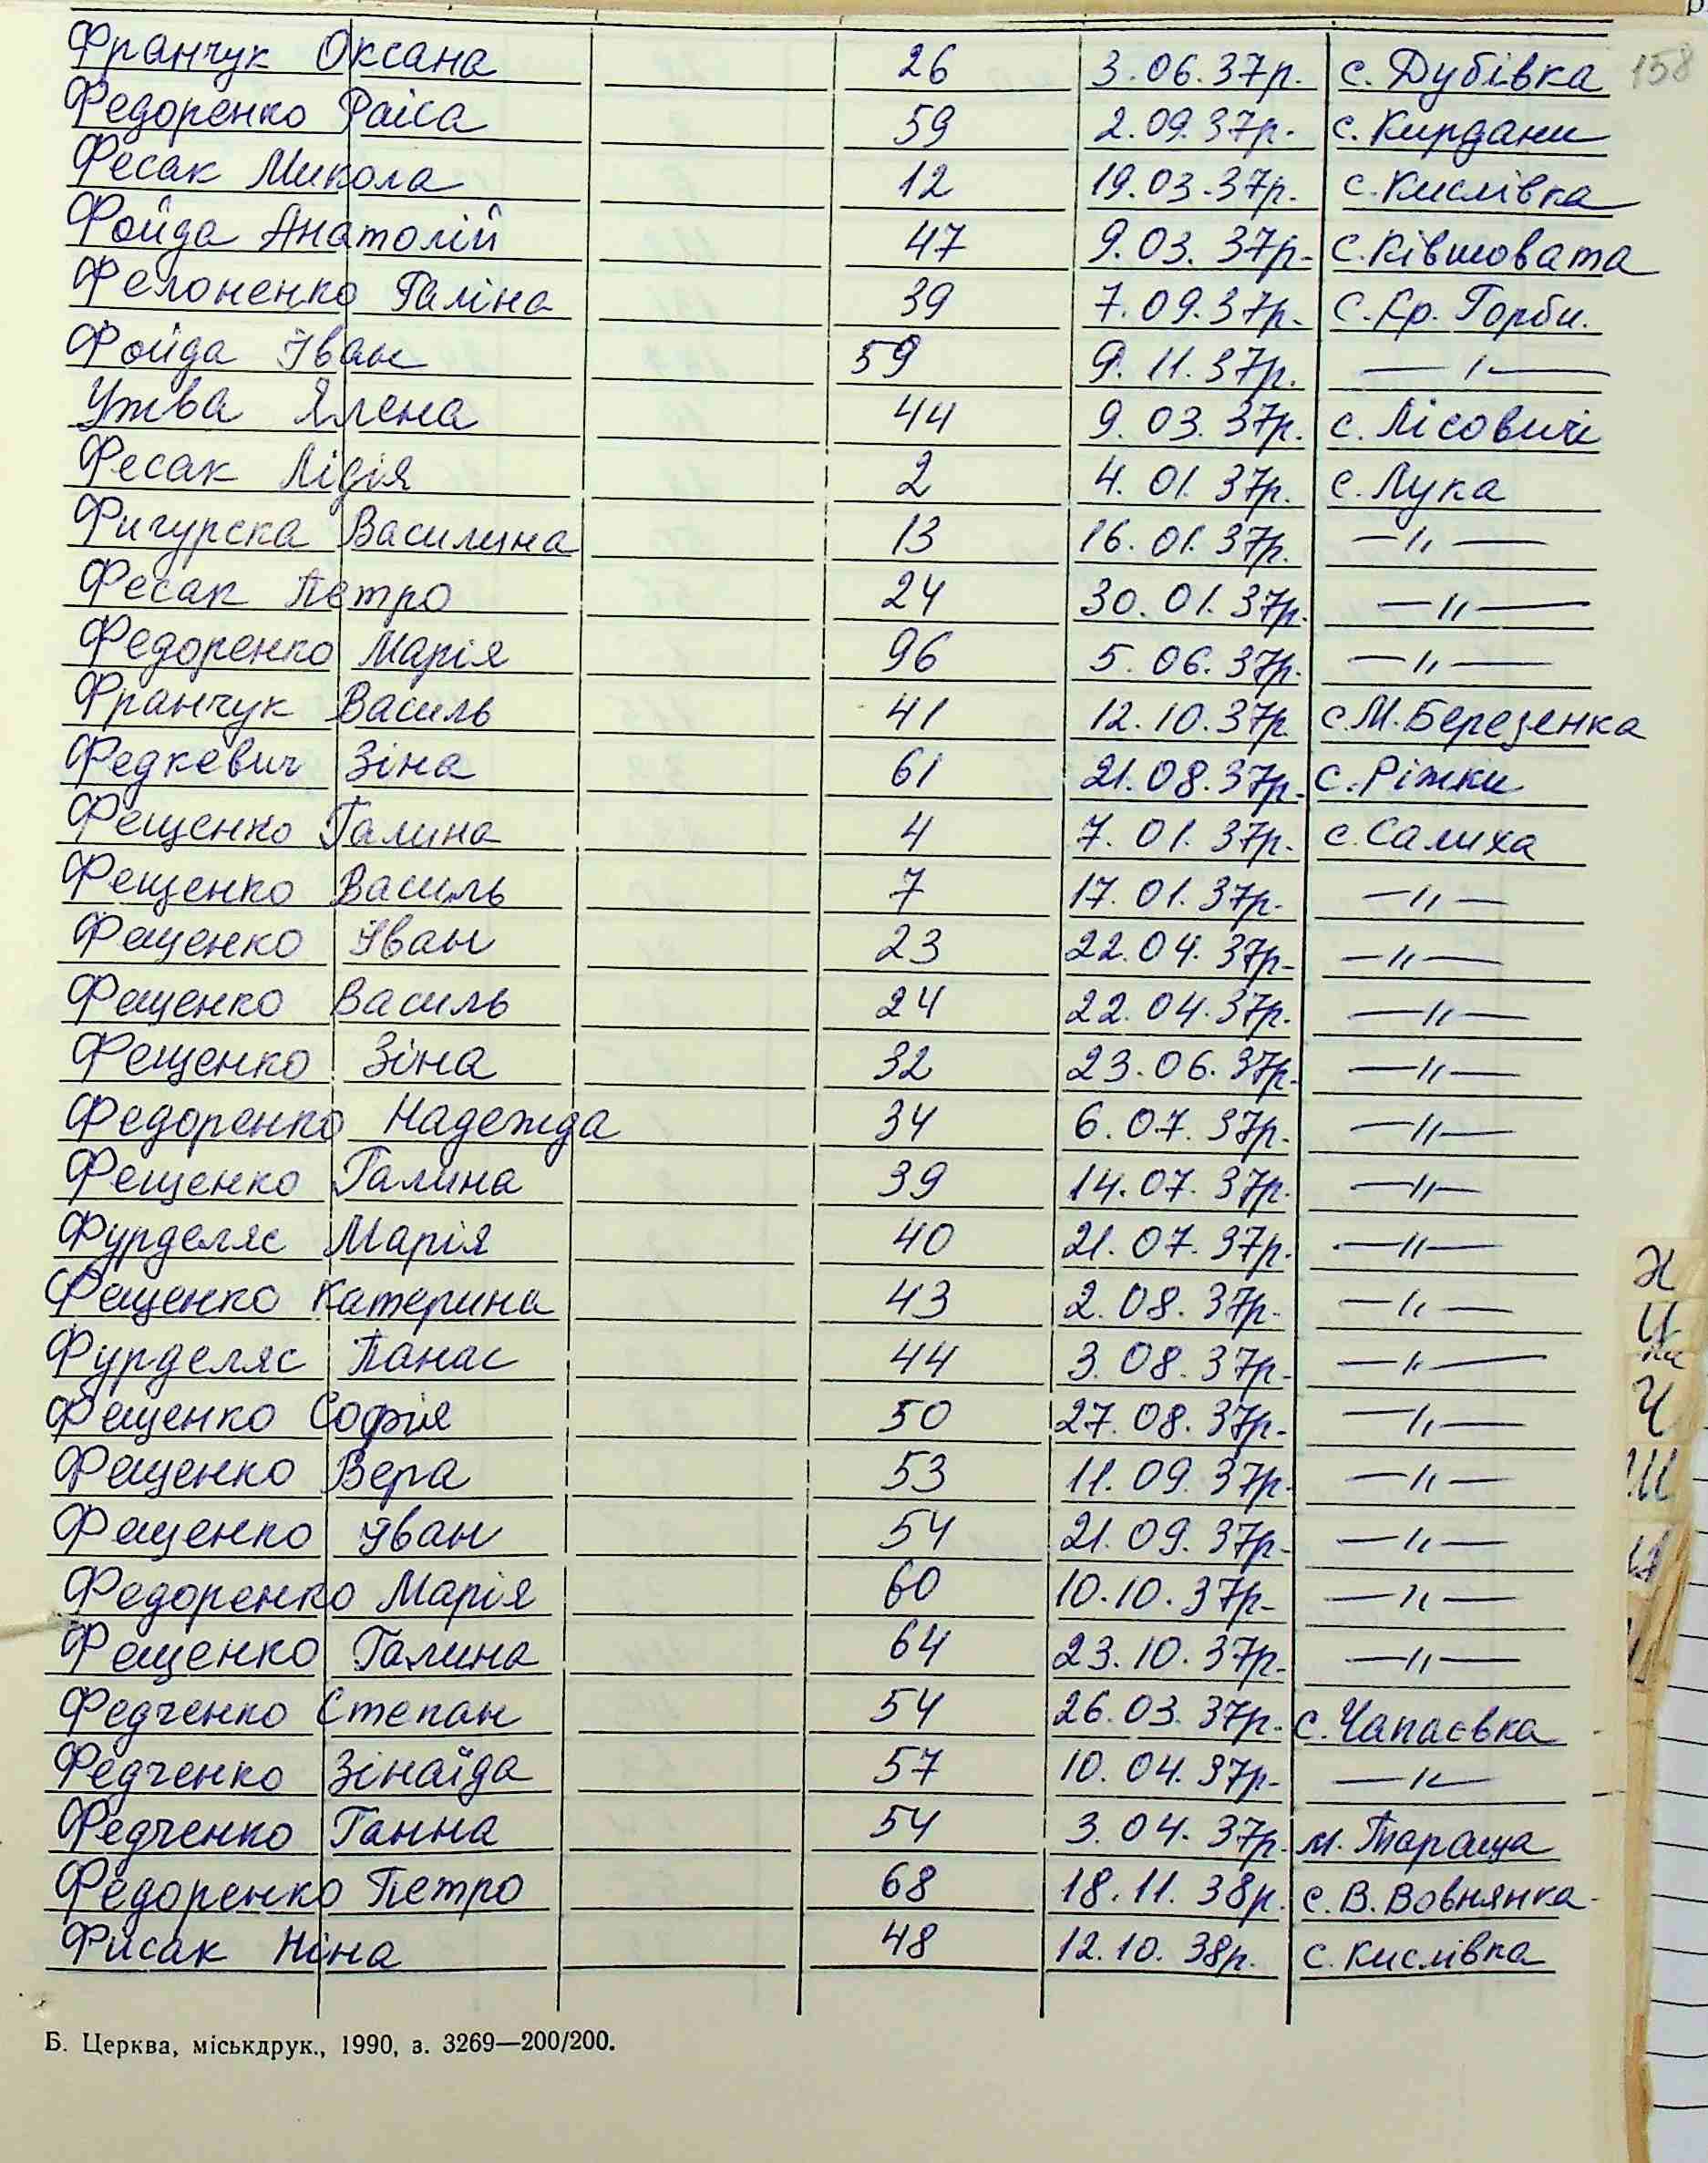 158
Франчук Оксана 26 3.06.37р. с. Дубівка
Федоренко Раіса 59 2.09.37р. с. Кирдани
Фесак Микола 12 19.03.37р. с. Кислівка
Фойда Анатолій 47 9.03.37р. с. Ківшовата
Фелоненко Галіна 39 7.09.37р. с. Кр. Горби.
Фойда Іван 59 9.11.37р. —〃—
Ужва Ялена 44 9.03.37р. с. Лісовичі
Фесак Лідія 2 4.01.37р. с. Лука
Фигурска Василина 13 16.01.37р. —〃—
Фесак Петро 24 30.01.37р. —〃—
Федоренко Марія 96 5.06.37р. —〃—
Франчук Василь 41 12.10.37р с. М. Березенка
Федкевич Зіна 61 21.08.37р. с. Ріжки
Фещенко Галина 4 7.01.37р. с. Салиха
Фещенко Василь 7 17.01.37р. —〃—
Фещенко Іван 23 22.04.37р. —〃—
Фещенко Василь 24 22.04.37р. —〃—
Фещенко Зіна 32 23.06.37р. —〃—
Федоренко Надежда 34 6.07.37р. —〃—
Фещенко Галина 39 14.07.37р. —〃—
Фурделяс Марія 40 21.07.37р. —〃—
Фещенко Катерина 43 2.08.37р. —〃—
Фурделяс Панас 44 3.08.37р. —〃—
Фещенко Софія 50 27.08.37р. —〃—
Фещенко Вера 53 11.09.37р. —〃—
Фещенко Іван 54 21.09.37р. —〃—
Федоренко Марія 60 10.10.37р. —〃—
Фещенко Галина 64 23.10.37р. —〃—
Федченко Степан 54 26.03.37р. с. Чапаєвка
Федченко Зінаїда 57 10.04.37р. —〃—
Федченко Ганна 54 3.04.37р. м. Тараща
Федоренко Петро 68 18.11.38р. с. В. Вовнянка
Фисак Ніна 48 12.10.38р. с. Кислівка
Б. Церква, міськдрук., 1990, з. 3269—200/200.